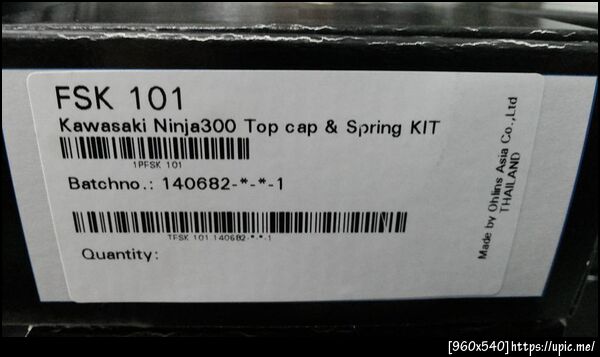 FSK 101
Kawasaki Ninja300 Top cap & Spring KIT
1PFSK 101
Batchno.: 140682-*-*-1
TFSK 101 140682-*-*-1
Quantity:
Made by Ohlins Asia Co.,Ltd
THAILAND
[960x540]https://upic.me/